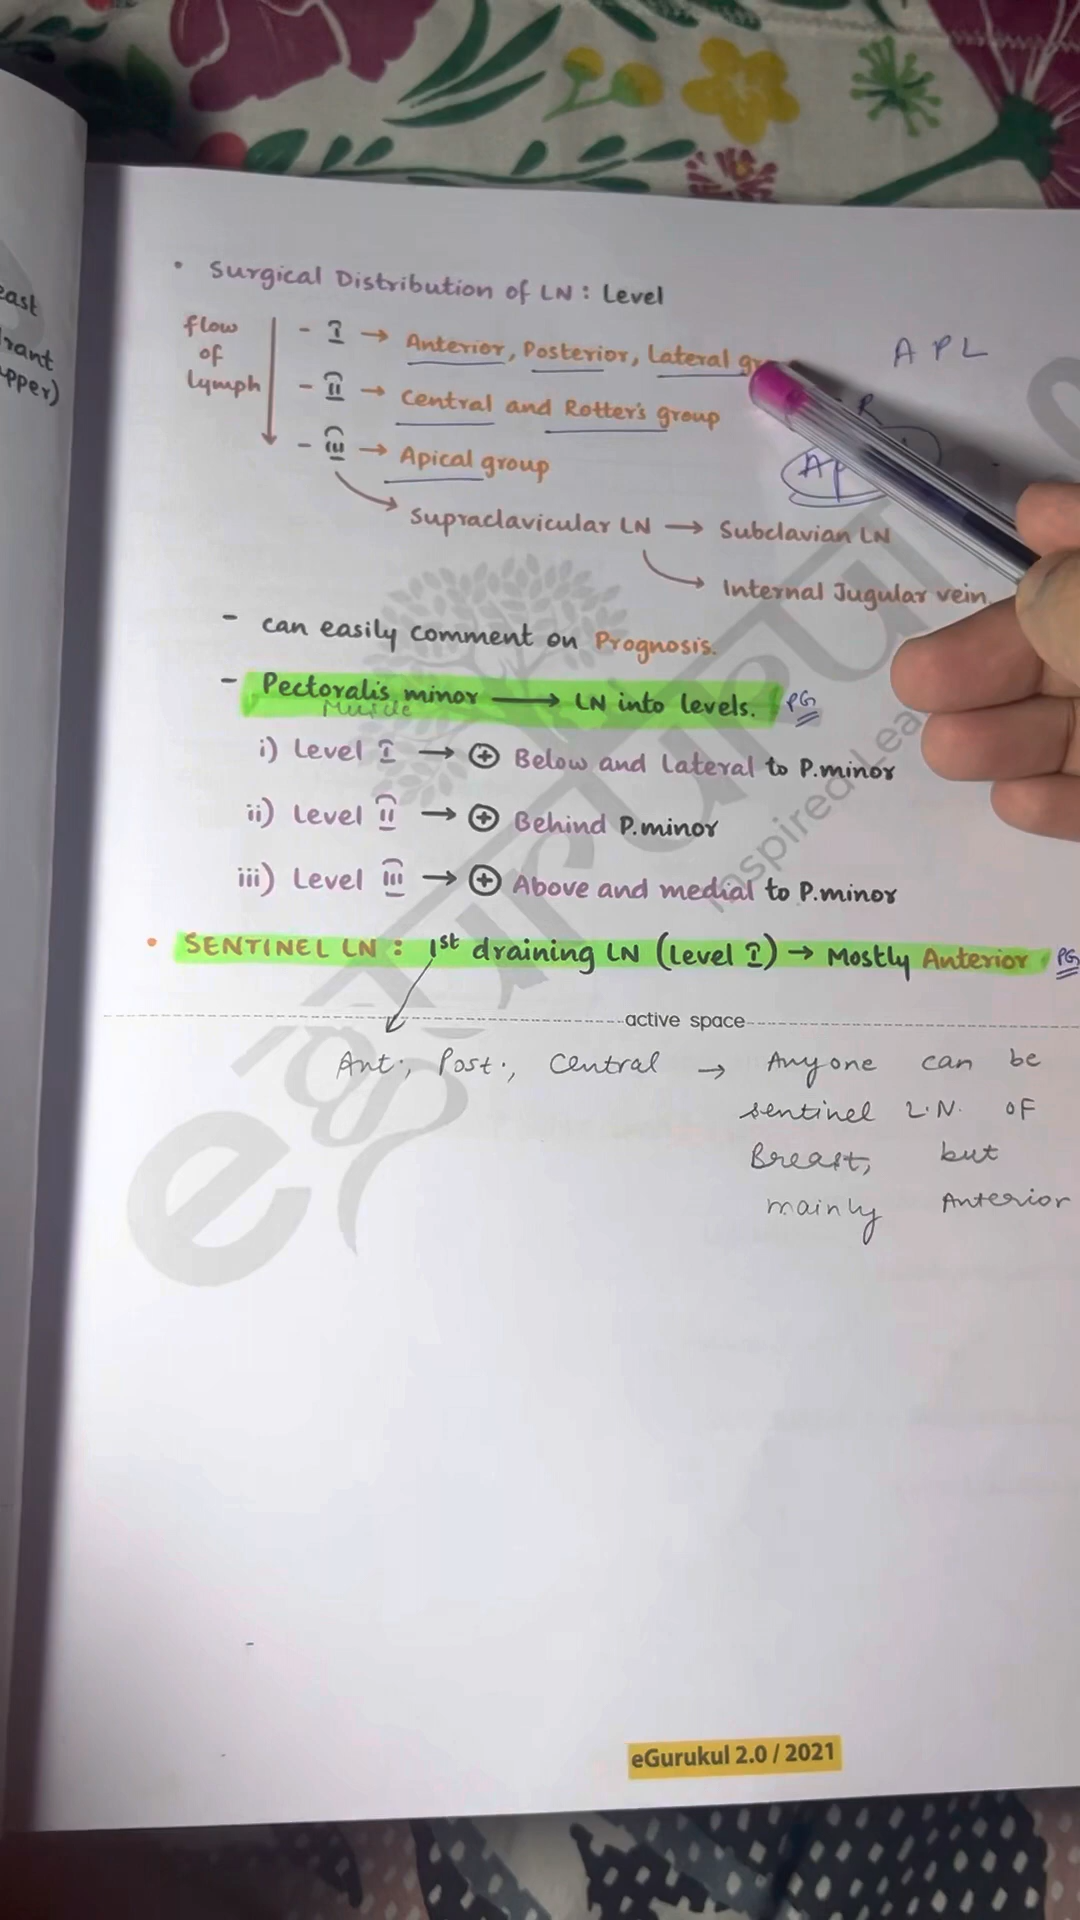 east
rant
pper)
• Surgical Distribution of LN : Level
flow of lymph
- I → Anterior, Posterior, Lateral
A P L
- II → Central and Rotter's group
R
- III → Apical group
Ap
Supraclavicular LN → Subclavian LN
→ Internal Jugular vein.
- can easily comment on Prognosis.
- Pectoralis minor → LN into levels. PG
Muscle
i) Level I → ⊕ Below and Lateral to P.minor
ii) Level II → ⊕ Behind P.minor
iii) Level III → ⊕ Above and medial to P.minor
• SENTINEL LN : 1st draining LN (Level I) → Mostly Anterior PG
active space
Ant., Post., Central → Anyone can be
sentinel L.N. OF
Breast, but
mainly Anterior
eGurukul 2.0 / 2021